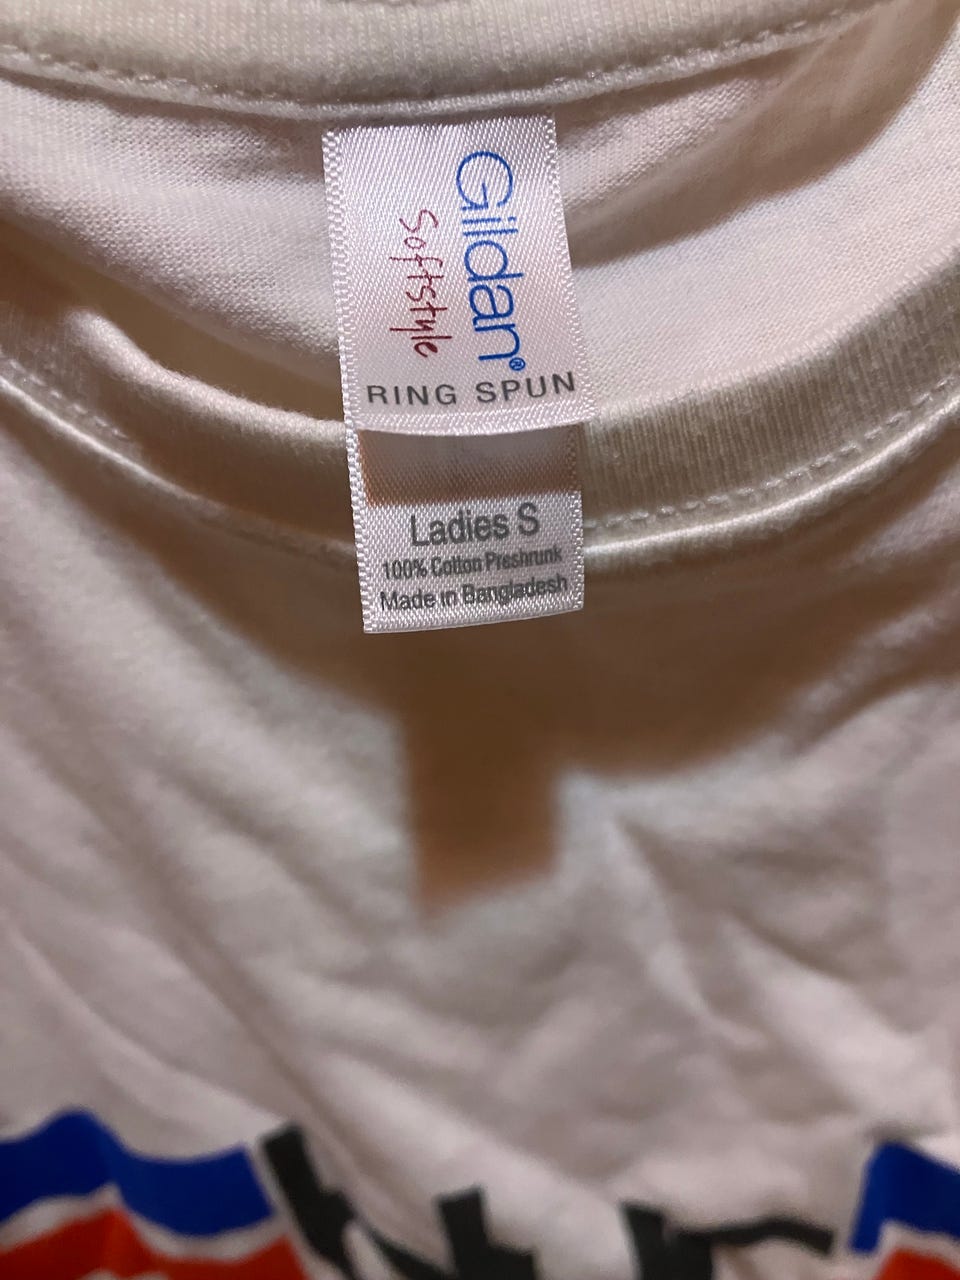 Gildan®
Softstyle
RING SPUN
Ladies S
100% Cotton Preshrunk
Made in Bangladesh